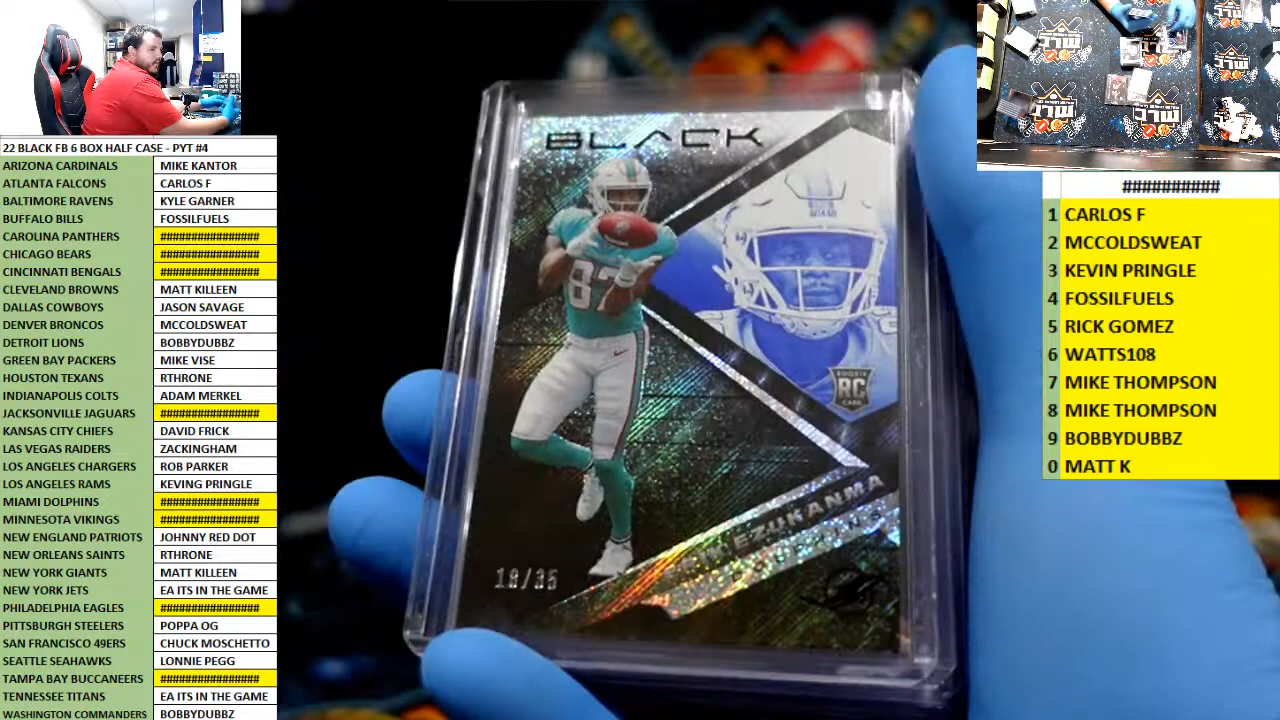 22 BLACK FB 6 BOX HALF CASE - PYT #4
ARIZONA CARDINALS MIKE KANTOR
ATLANTA FALCONS CARLOS F
BALTIMORE RAVENS KYLE GARNER
BUFFALO BILLS FOSSILFUELS
CAROLINA PANTHERS ################
CHICAGO BEARS ################
CINCINNATI BENGALS ################
CLEVELAND BROWNS MATT KILLEEN
DALLAS COWBOYS JASON SAVAGE
DENVER BRONCOS MCCOLDSWEAT
DETROIT LIONS BOBBYDUBBZ
GREEN BAY PACKERS MIKE VISE
HOUSTON TEXANS RTHRONE
INDIANAPOLIS COLTS ADAM MERKEL
JACKSONVILLE JAGUARS ################
KANSAS CITY CHIEFS DAVID FRICK
LAS VEGAS RAIDERS ZACKINGHAM
LOS ANGELES CHARGERS ROB PARKER
LOS ANGELES RAMS KEVING PRINGLE
MIAMI DOLPHINS ################
MINNESOTA VIKINGS ################
NEW ENGLAND PATRIOTS JOHNNY RED DOT
NEW ORLEANS SAINTS RTHRONE
NEW YORK GIANTS MATT KILLEEN
NEW YORK JETS EA ITS IN THE GAME
PHILADELPHIA EAGLES ################
PITTSBURGH STEELERS POPPA OG
SAN FRANCISCO 49ERS CHUCK MOSCHETTO
SEATTLE SEAHAWKS LONNIE PEGG
TAMPA BAY BUCCANEERS ################
TENNESSEE TITANS EA ITS IN THE GAME
WASHINGTON COMMANDERS BOBBYDUBBZ
BLACK
87
ROOKIE
RC
CARD
EZUKANMA
18/35
##########
1 CARLOS F
2 MCCOLDSWEAT
3 KEVIN PRINGLE
4 FOSSILFUELS
5 RICK GOMEZ
6 WATTS108
7 MIKE THOMPSON
8 MIKE THOMPSON
9 BOBBYDUBBZ
0 MATT K